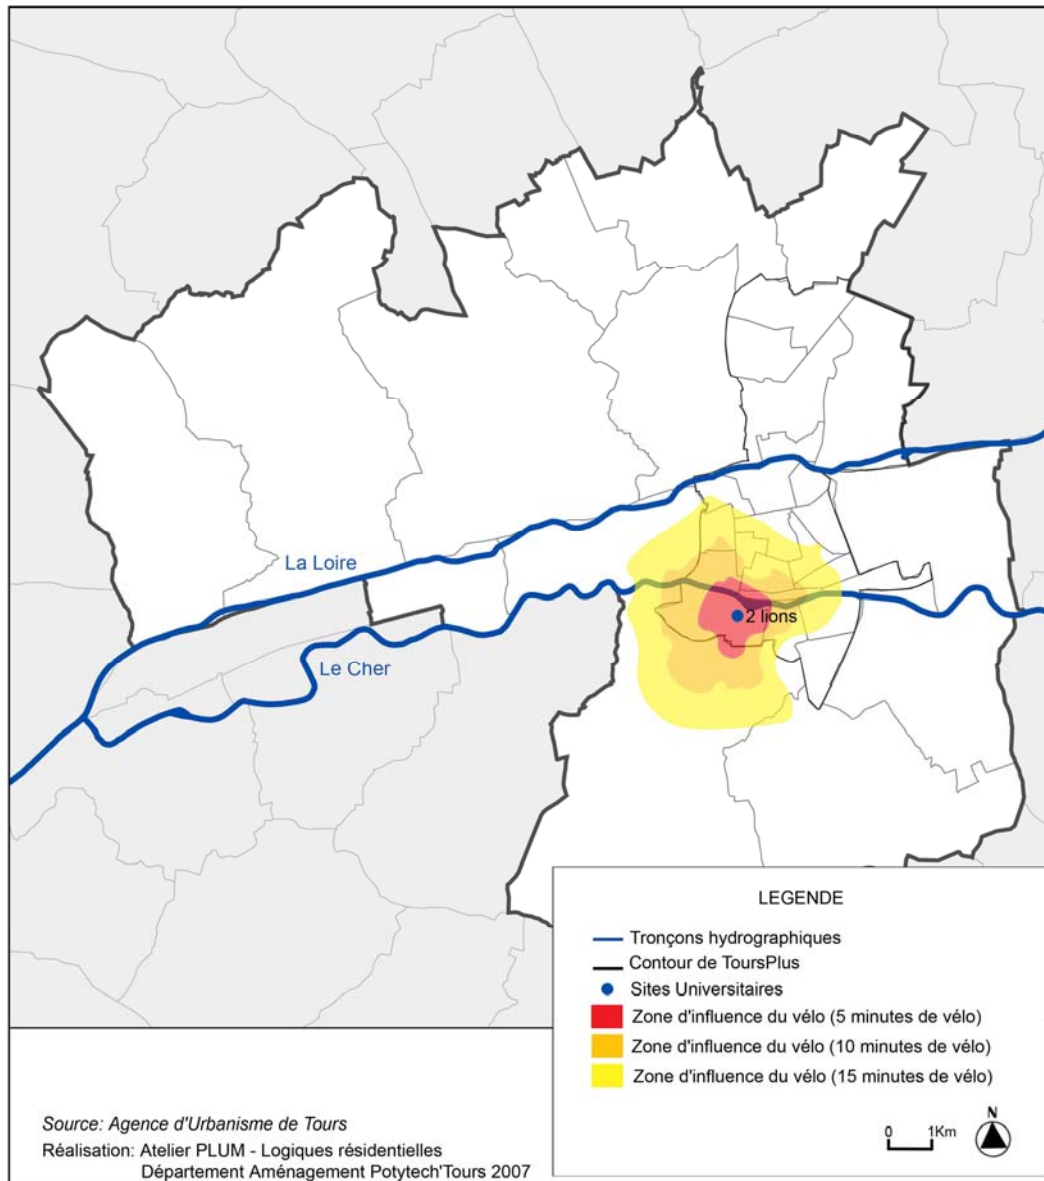 La Loire
2 lions
Le Cher
LEGENDE
Tronçons hydrographiques
Contour de ToursPlus
Sites Universitaires
Zone d'influence du vélo (5 minutes de vélo)
Zone d'influence du vélo (10 minutes de vélo)
Zone d'influence du vélo (15 minutes de vélo)
Source: Agence d'Urbanisme de Tours
Réalisation: Atelier PLUM - Logiques résidentielles
Département Aménagement Potytech'Tours 2007
0 1Km
N